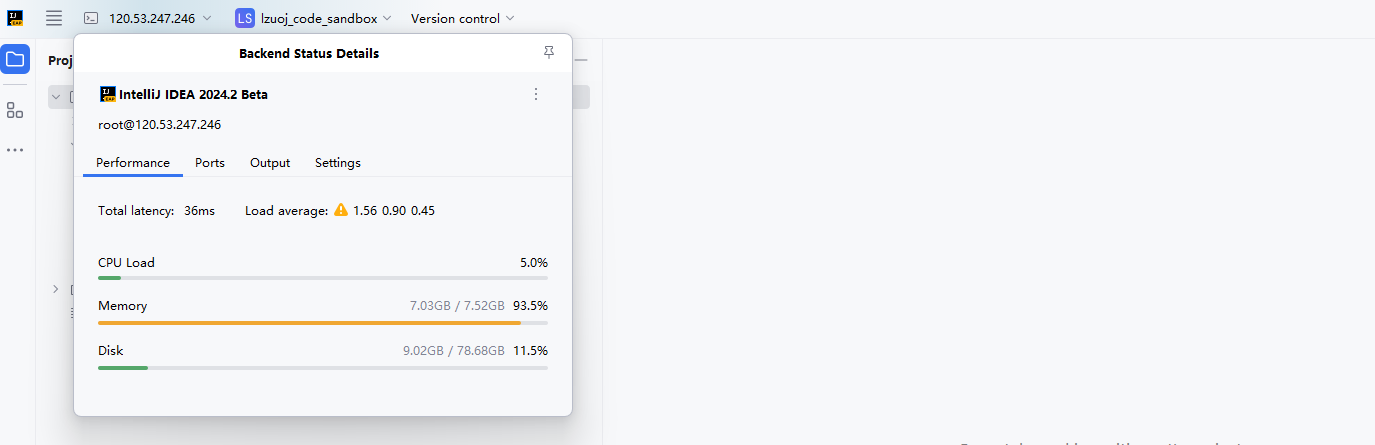 120.53.247.246 LS lzuoj_code_sandbox Version control
Backend Status Details
IntelliJ IDEA 2024.2 Beta
root@120.53.247.246
Performance Ports Output Settings
Total latency: 36ms Load average: 1.56 0.90 0.45
CPU Load 5.0%
Memory 7.03GB / 7.52GB 93.5%
Disk 9.02GB / 78.68GB 11.5%